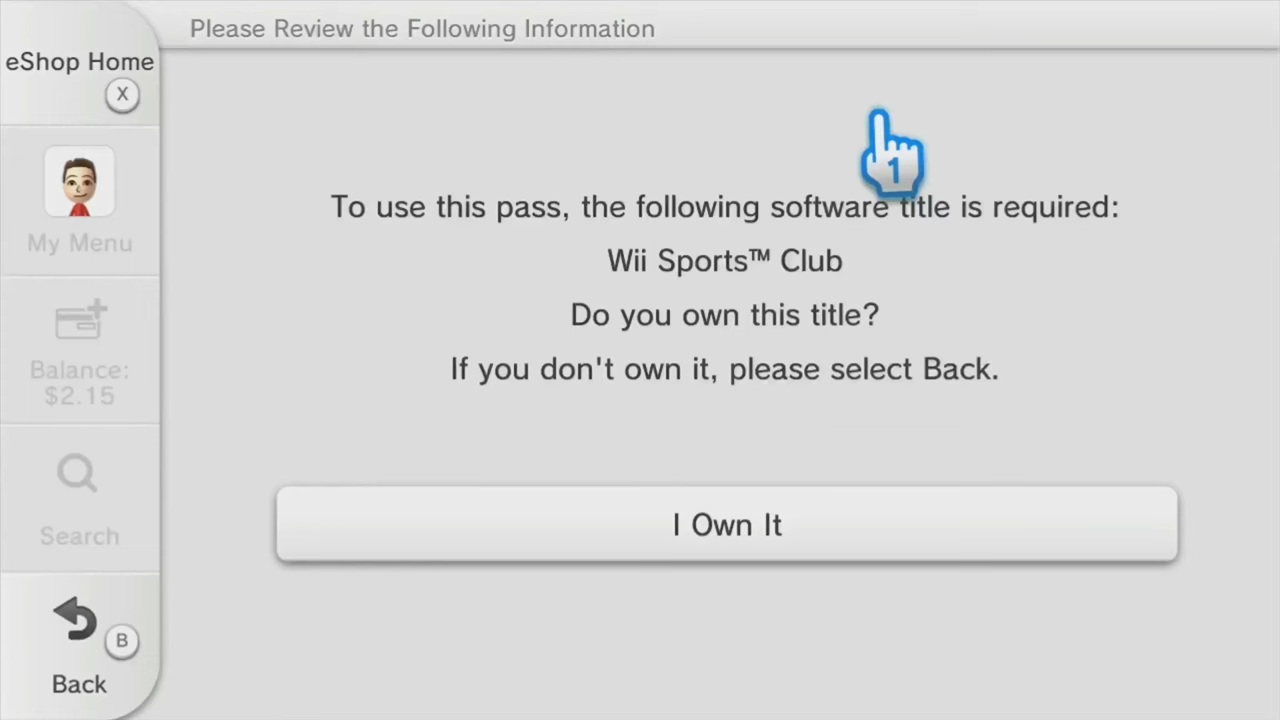 Please Review the Following Information
eShop Home
X
My Menu
Balance:
$2.15
Search
B
Back
1
To use this pass, the following software title is required:
Wii Sports™ Club
Do you own this title?
If you don't own it, please select Back.
I Own It